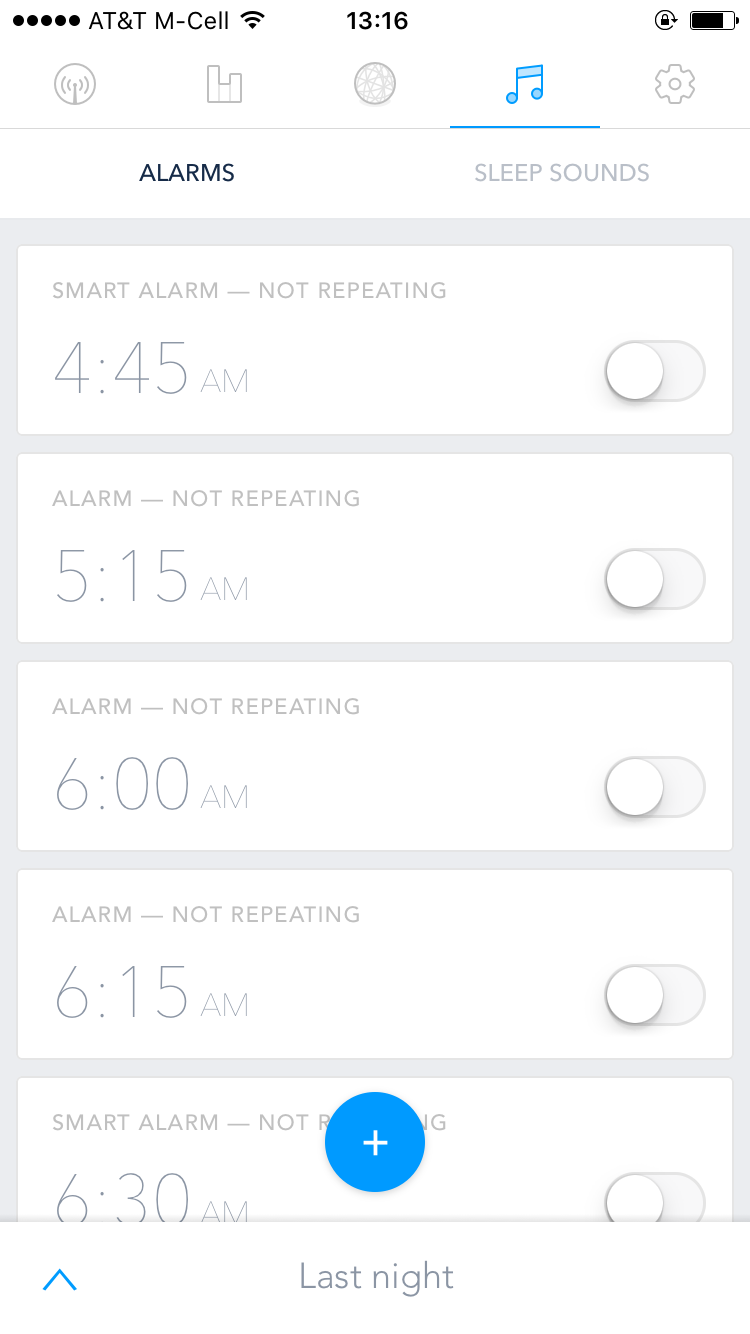 AT&T M-Cell 13:16
ALARMS SLEEP SOUNDS
SMART ALARM — NOT REPEATING
4:45 AM
ALARM — NOT REPEATING
5:15 AM
ALARM — NOT REPEATING
6:00 AM
ALARM — NOT REPEATING
6:15 AM
SMART ALARM — NOT
6:30 AM
+
Last night